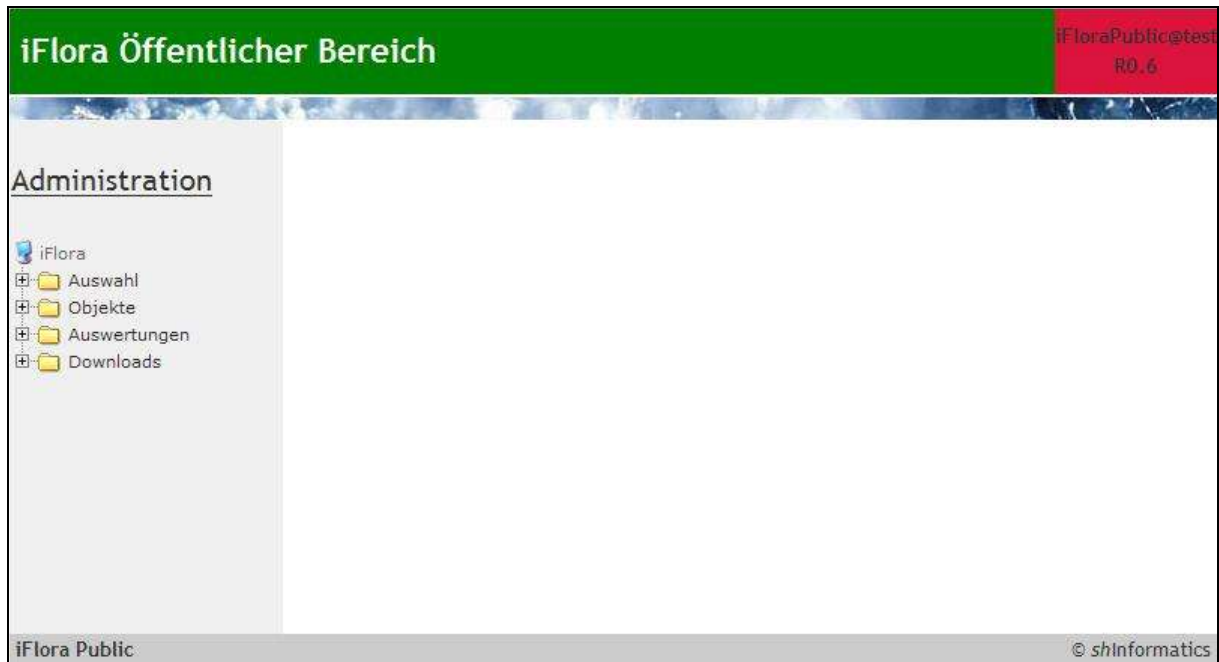 iFlora Öffentlicher Bereich
iFloraPublic@test
R0.6
Administration
iFlora
Auswahl
Objekte
Auswertungen
Downloads
iFlora Public
© shInformatics